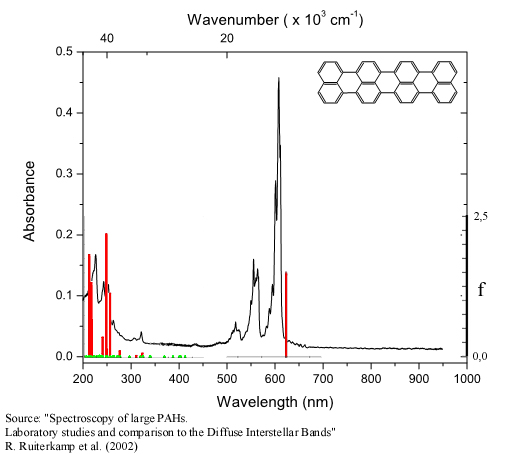 Wavenumber ( x 10³ cm⁻¹)
40 20 10
0.5
0.4
0.3
0.2
0.1
0.0
Absorbance
2,5
f
0,0
200 300 400 500 600 700 800 900 1000
Wavelength (nm)
Source: "Spectroscopy of large PAHs.
Laboratory studies and comparison to the Diffuse Interstellar Bands"
R. Ruiterkamp et al. (2002)